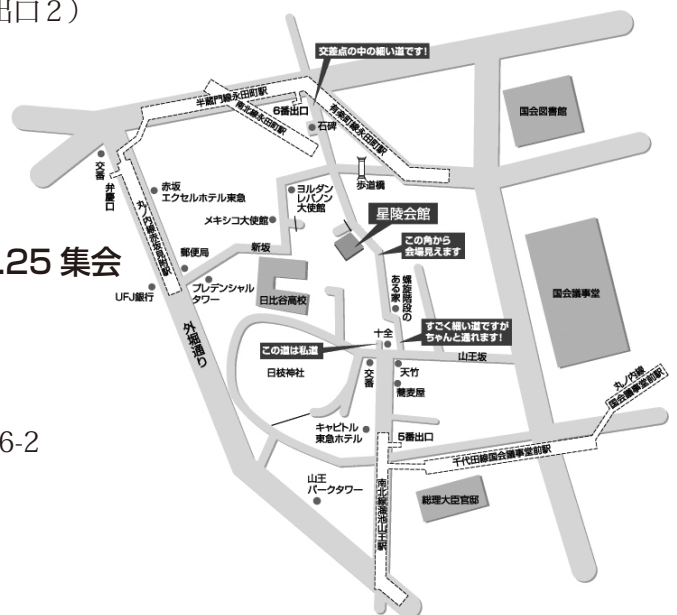 出口２）
交差点の中の細い道です!
半蔵門線永田町駅
南北線永田町駅
6番出口
有楽町線永田町駅
国会図書館
石碑
交番
弁慶口
赤坂
エクセルホテル東急
ヨルダン
レバノン
大使館
歩道橋
丸ノ内線赤坂見附駅
メキシコ大使館
星陵会館
.25 集会
郵便局
新坂
この角から
会場見えます
UFJ銀行
プレデンシャル
タワー
日比谷高校
螺旋階段の
ある家
国会議事堂
外堀通り
十全
すごく細い道ですが
ちゃんと通れます!
この道は私道
山王坂
日枝神社
交番
天竹
蕎麦屋
丸ノ内線
国会議事堂前駅
6-2
キャピトル
東急ホテル
5番出口
千代田線国会議事堂前駅
山王
パークタワー
南北線溜池山王駅
総理大臣官邸